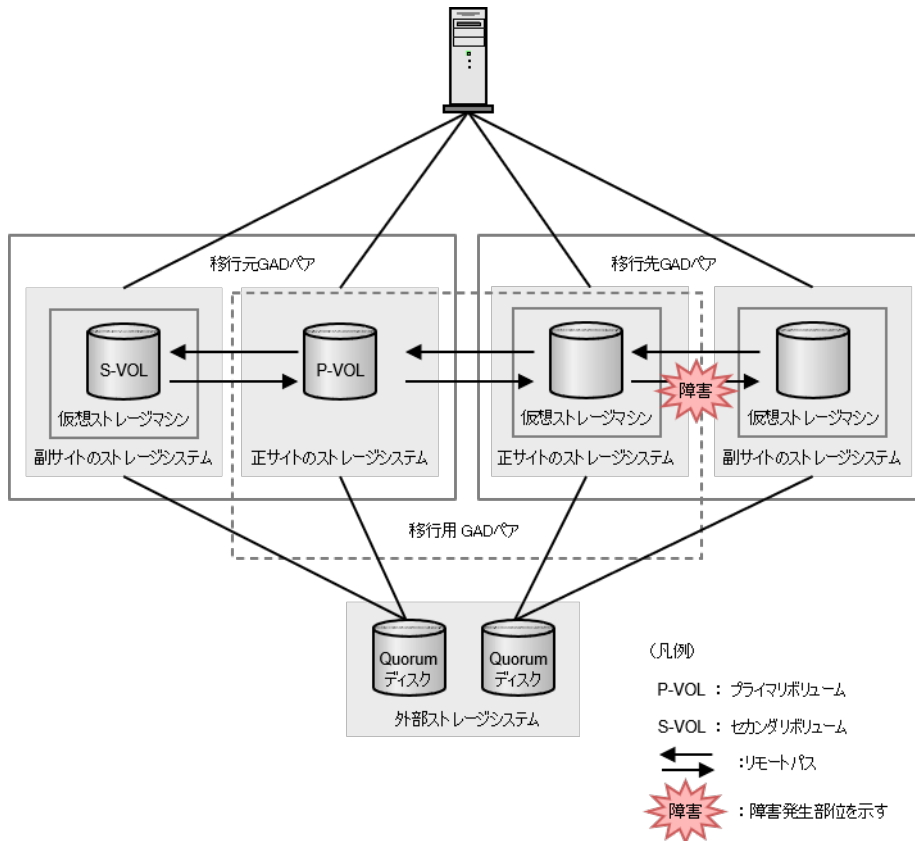 移行元GADペア
移行先GADペア
S-VOL
P-VOL
障害
仮想ストレージマシン
仮想ストレージマシン
仮想ストレージマシン
副サイトのストレージシステム
正サイトのストレージシステム
正サイトのストレージシステム
副サイトのストレージシステム
移行用 GADペア
Quorum
ディスク
Quorum
ディスク
外部ストレージシステム
(凡例)
P-VOL : プライマリボリューム
S-VOL : セカンダリボリューム
:リモートパス
障害 : 障害発生部位を示す